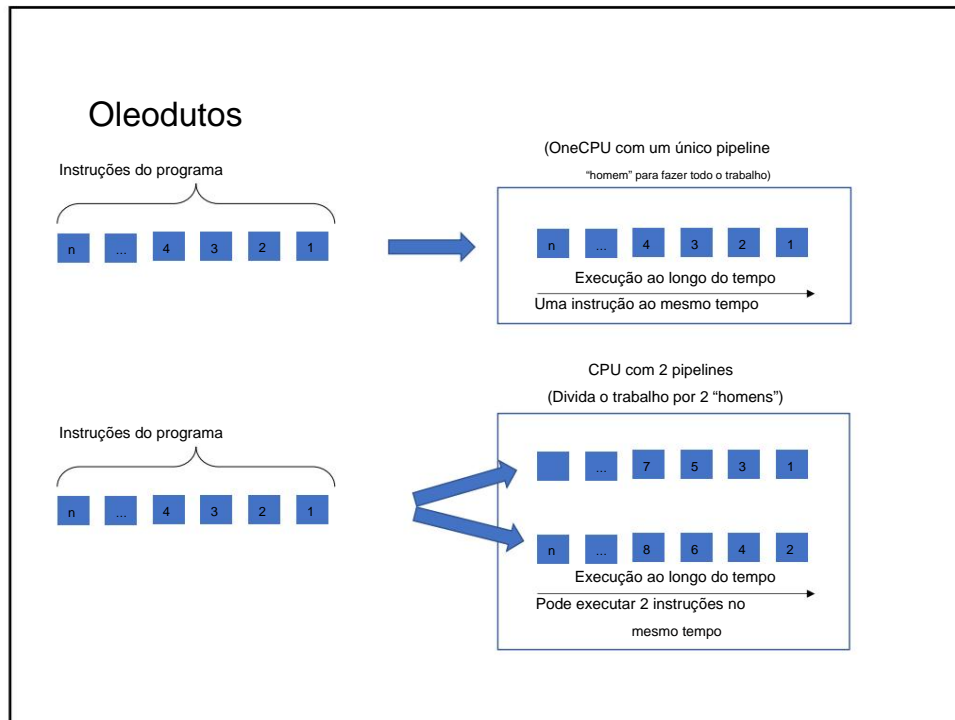 Oleodutos
Instruções do programa
n ... 4 3 2 1
(OneCPU com um único pipeline
“homem” para fazer todo o trabalho)
n ... 4 3 2 1
Execução ao longo do tempo
Uma instrução ao mesmo tempo
Instruções do programa
n ... 4 3 2 1
CPU com 2 pipelines
(Divida o trabalho por 2 “homens”)
... 7 5 3 1
n ... 8 6 4 2
Execução ao longo do tempo
Pode executar 2 instruções no
mesmo tempo